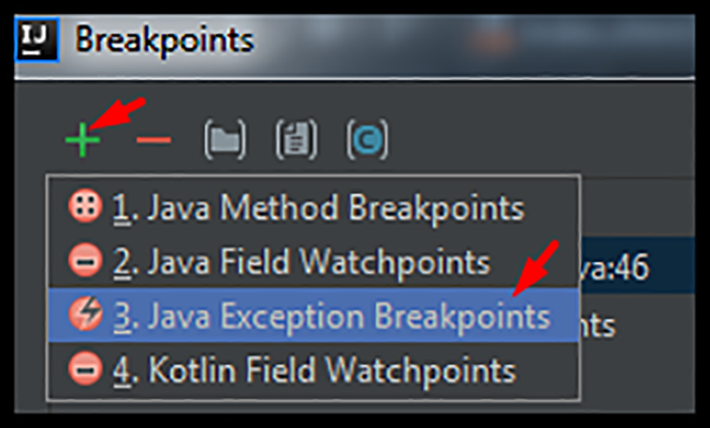 IJ Breakpoints
C
1. Java Method Breakpoints
2. Java Field Watchpoints
va:46
3. Java Exception Breakpoints
nts
4. Kotlin Field Watchpoints